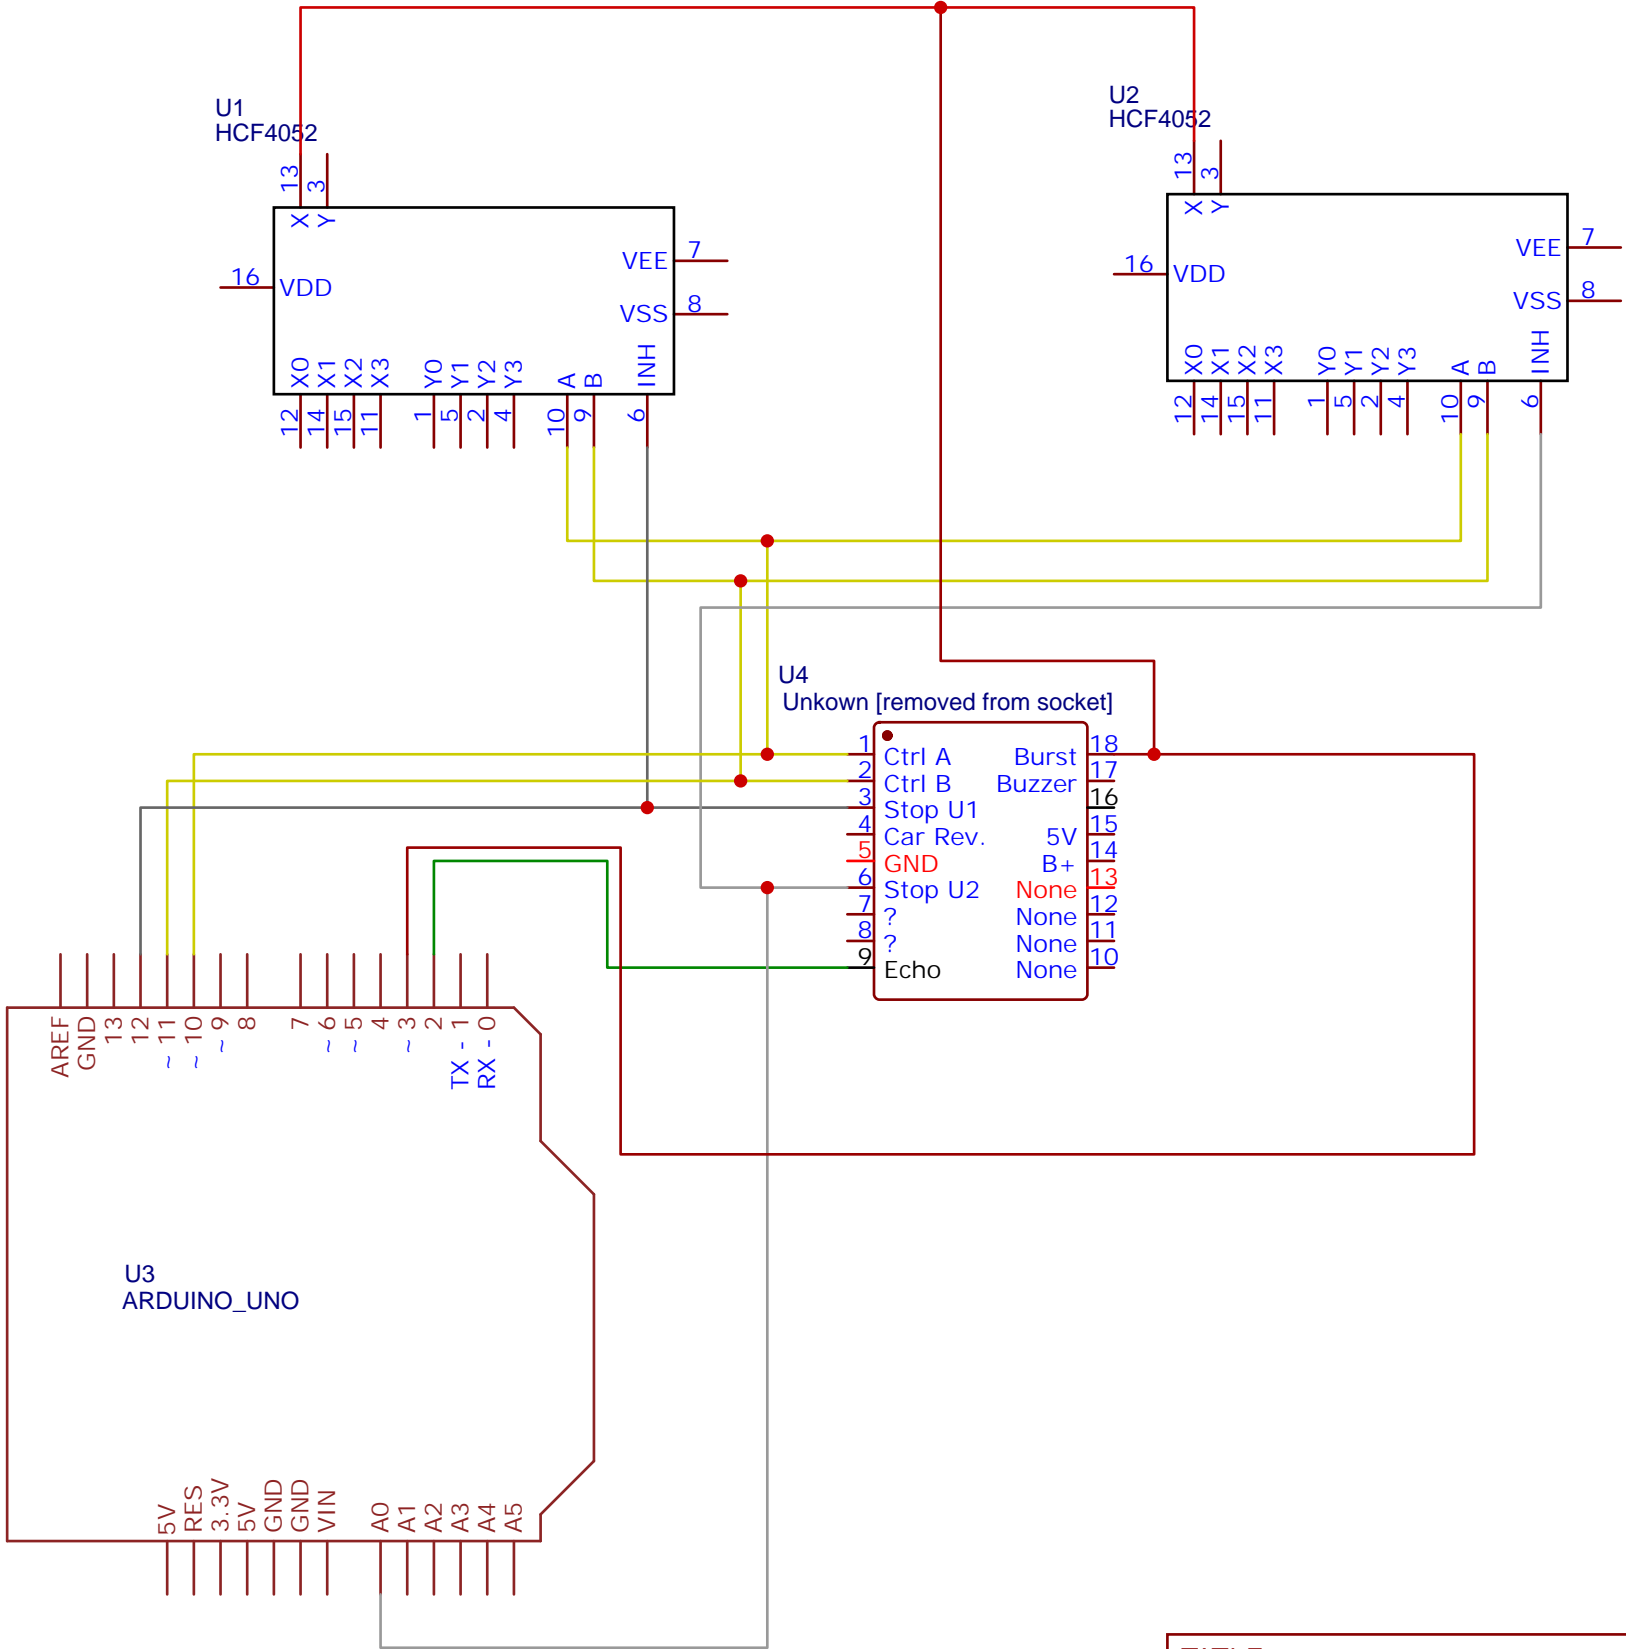 U1
HCF4052
13
3
X
Y
16
VDD
VEE
7
VSS
8
X0
X1
X2
X3
Y0
Y1
Y2
Y3
A
B
INH
12
14
15
11
1
5
2
4
10
9
6
U2
HCF4052
13
3
X
Y
16
VDD
VEE
7
VSS
8
X0
X1
X2
X3
Y0
Y1
Y2
Y3
A
B
INH
12
14
15
11
1
5
2
4
10
9
6
U4
Unkown [removed from socket]
1 Ctrl A
2 Ctrl B
3 Stop U1
4 Car Rev.
5 GND
6 Stop U2
7 ?
8 ?
9 Echo
Burst 18
Buzzer 17
16
5V 15
B+ 14
None 13
None 12
None 11
None 10
AREF
GND
13
12
~ 11
~ 10
~ 9
8
7
~ 6
~ 5
4
~ 3
2
TX - 1
RX - 0
U3
ARDUINO_UNO
5V
RES
3.3V
5V
GND
GND
VIN
A0
A1
A2
A3
A4
A5